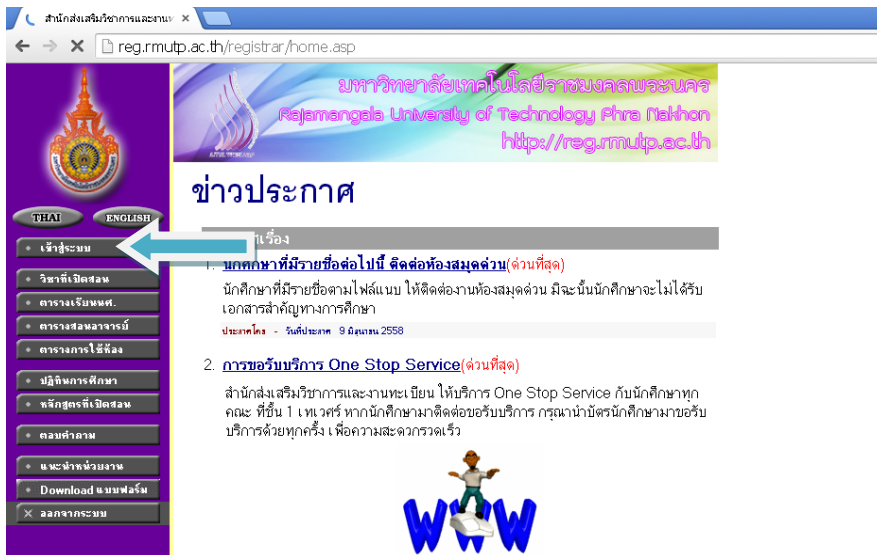 สำนักส่งเสริมวิชาการและงานท
reg.rmutp.ac.th/registrar/home.asp
มหาวิทยาลัยเทคโนโลยีราชมงคลพระนคร
Rajamangala University of Technology Phra Nakhon
http://reg.rmutp.ac.th
THAI
ENGLISH
เข้าสู่ระบบ
วิชาที่เปิดสอน
ตารางเรียนนศ.
ตารางสอนอาจารย์
ตารางการใช้ห้อง
ปฏิทินการศึกษา
หลักสูตรที่เปิดสอน
ตอบคำถาม
แนะนำหน่วยงาน
Download แบบฟอร์ม
ออกจากระบบ
ข่าวประกาศ
เรื่อง
1. นักศึกษาที่มีรายชื่อต่อไปนี้ ติดต่อห้องสมุดด่วน(ด่วนที่สุด)
นักศึกษาที่มีรายชื่อตามไฟล์แนบ ให้ติดต่องานห้องสมุดด่วน มิฉะนั้นนักศึกษาจะไม่ได้รับ
เอกสารสำคัญทางการศึกษา
ประกาศโดย - วันที่ประกาศ 9 มิถุนายน 2558
2. การขอรับบริการ One Stop Service(ด่วนที่สุด)
สำนักส่งเสริมวิชาการและงานทะเบียน ให้บริการ One Stop Service กับนักศึกษาทุก
คณะ ที่ชั้น 1 เทเวศร์ หากนักศึกษามาติดต่อขอรับบริการ กรุณานำบัตรนักศึกษามาขอรับ
บริการด้วยทุกครั้ง เพื่อความสะดวกรวดเร็ว
WWW